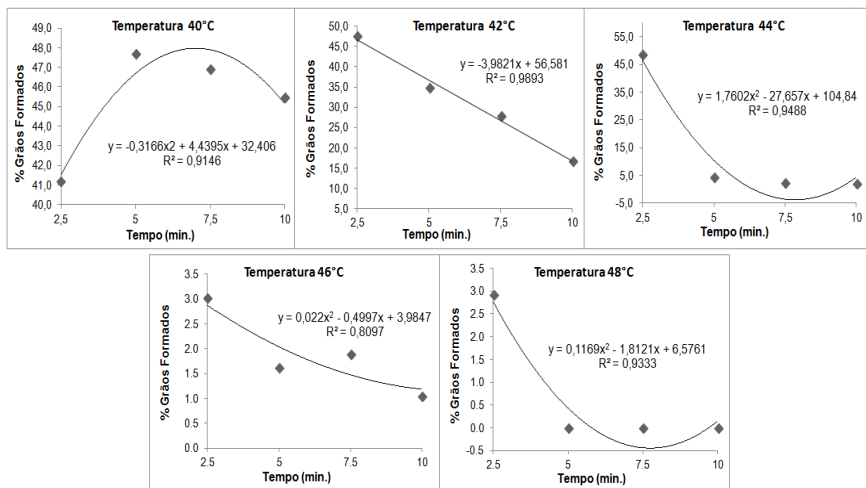 Temperatura 40°C
% Grãos Formados
49,0
48,0
47,0
46,0
45,0
44,0
43,0
42,0
41,0
40,0
y = -0,3166x2 + 4,4395x + 32,406
R² = 0,9146
2,5
5
7,5
10
Tempo (min.)
Temperatura 42°C
% Grãos Formados
50,0
45,0
40,0
35,0
30,0
25,0
20,0
15,0
10,0
5,0
y = -3,9821x + 56,581
R² = 0,9893
2,5
5
7,5
10
Tempo (min.)
Temperatura 44°C
% Grãos Formados
55,0
45,0
35,0
25,0
15,0
5,0
-5,0
y = 1,7602x² - 27,657x + 104,84
R² = 0,9488
2,5
5
7,5
10
Tempo (min.)
Temperatura 46°C
% Grãos Formados
3.5
3.0
2.5
2.0
1.5
1.0
0.5
0.0
y = 0,022x² - 0,4997x + 3,9847
R² = 0,8097
2.5
5
7.5
10
Tempo (min.)
Temperatura 48°C
% Grãos Formados
3.5
3.0
2.5
2.0
1.5
1.0
0.5
0.0
-0.5
y = 0,1169x² - 1,8121x + 6,5761
R² = 0,9333
2.5
5
7.5
10
Tempo (min.)